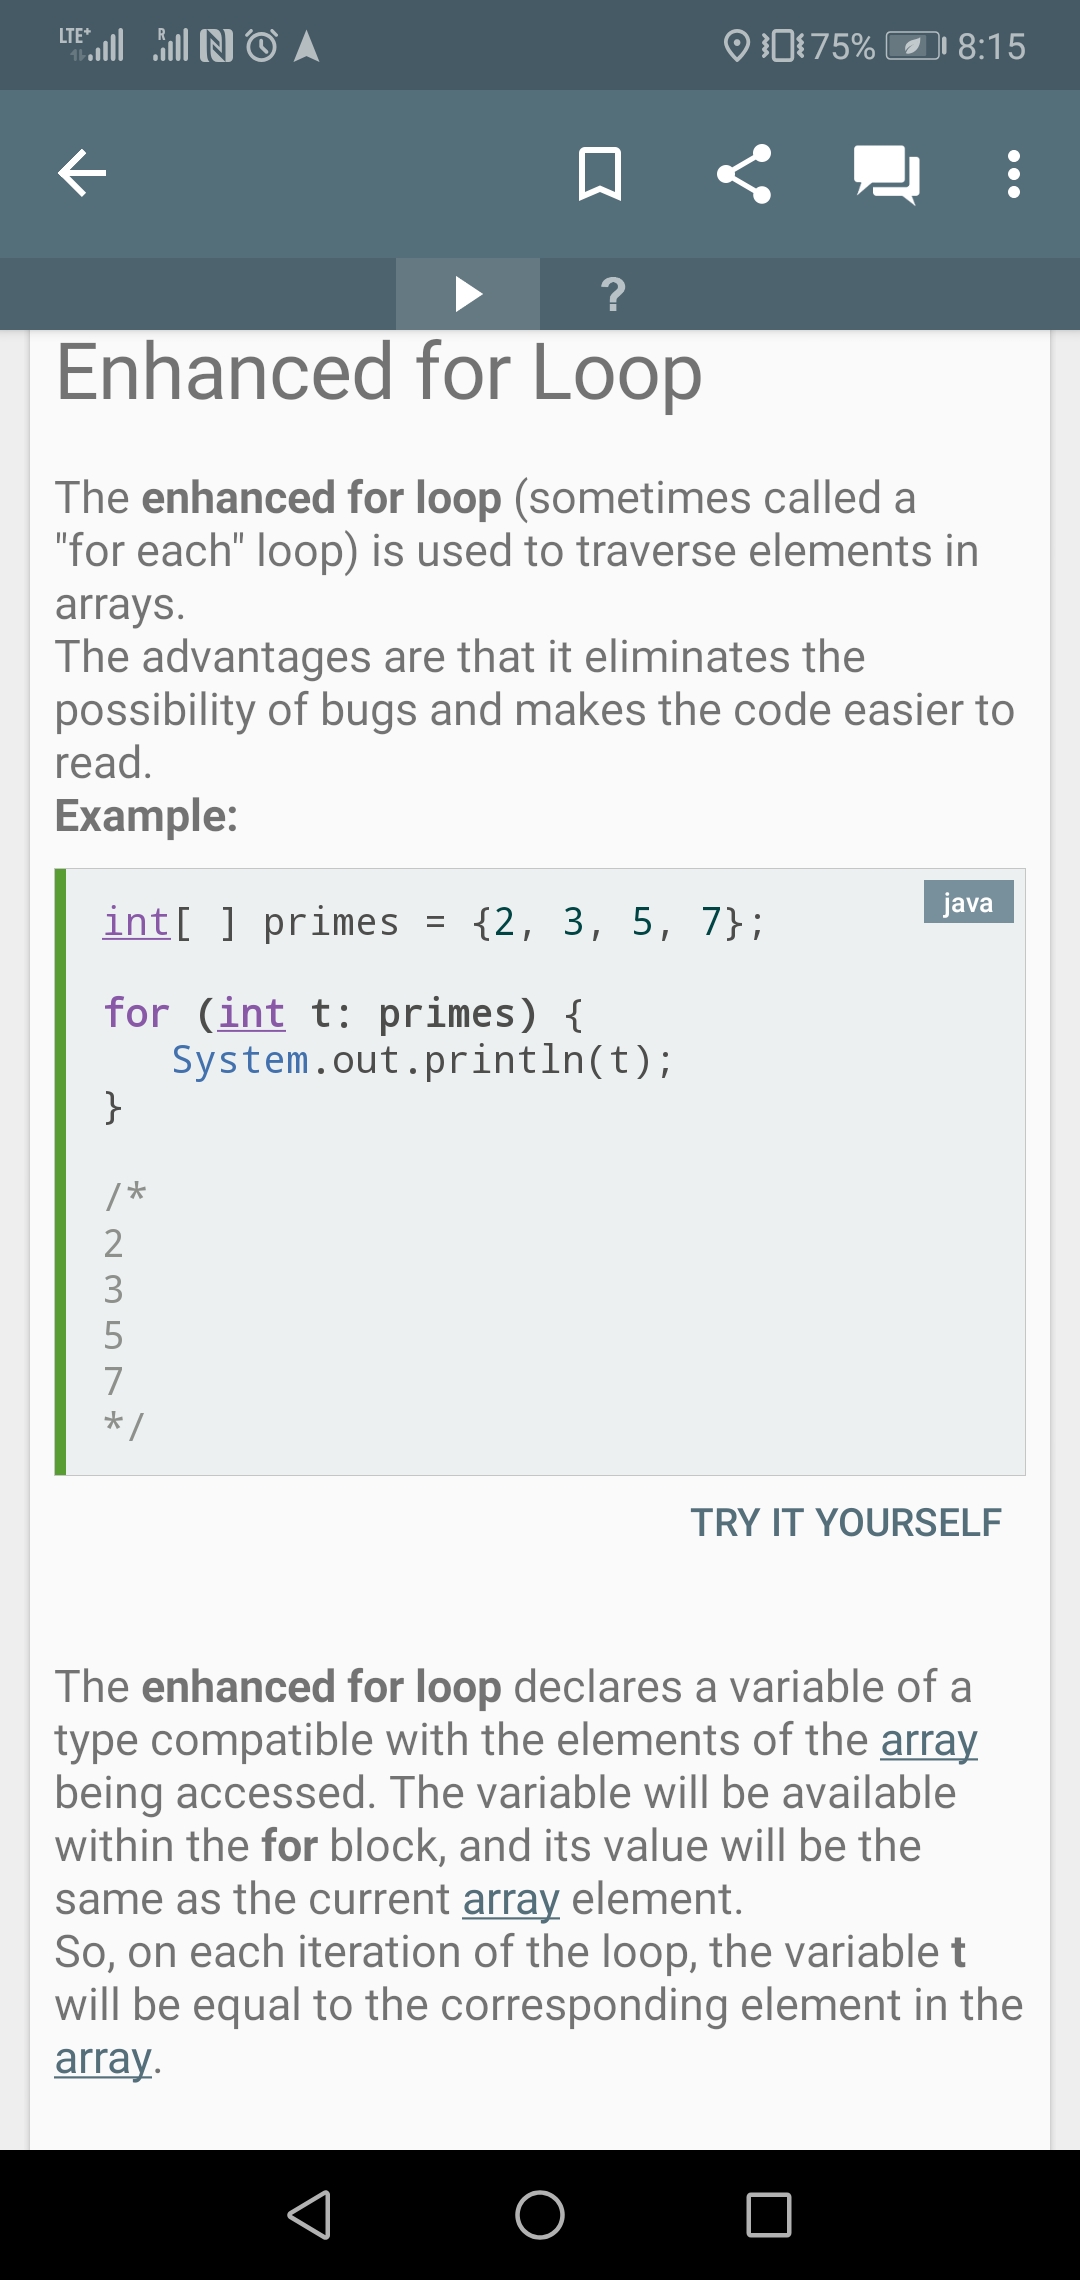 LTE+ R 75% 8:15
?
Enhanced for Loop
The enhanced for loop (sometimes called a
"for each" loop) is used to traverse elements in
arrays.
The advantages are that it eliminates the
possibility of bugs and makes the code easier to
read.
Example:
java
int[ ] primes = {2, 3, 5, 7};
for (int t: primes) {
System.out.println(t);
}
/*
2
3
5
7
*/
TRY IT YOURSELF
The enhanced for loop declares a variable of a
type compatible with the elements of the array
being accessed. The variable will be available
within the for block, and its value will be the
same as the current array element.
So, on each iteration of the loop, the variable t
will be equal to the corresponding element in the
array.